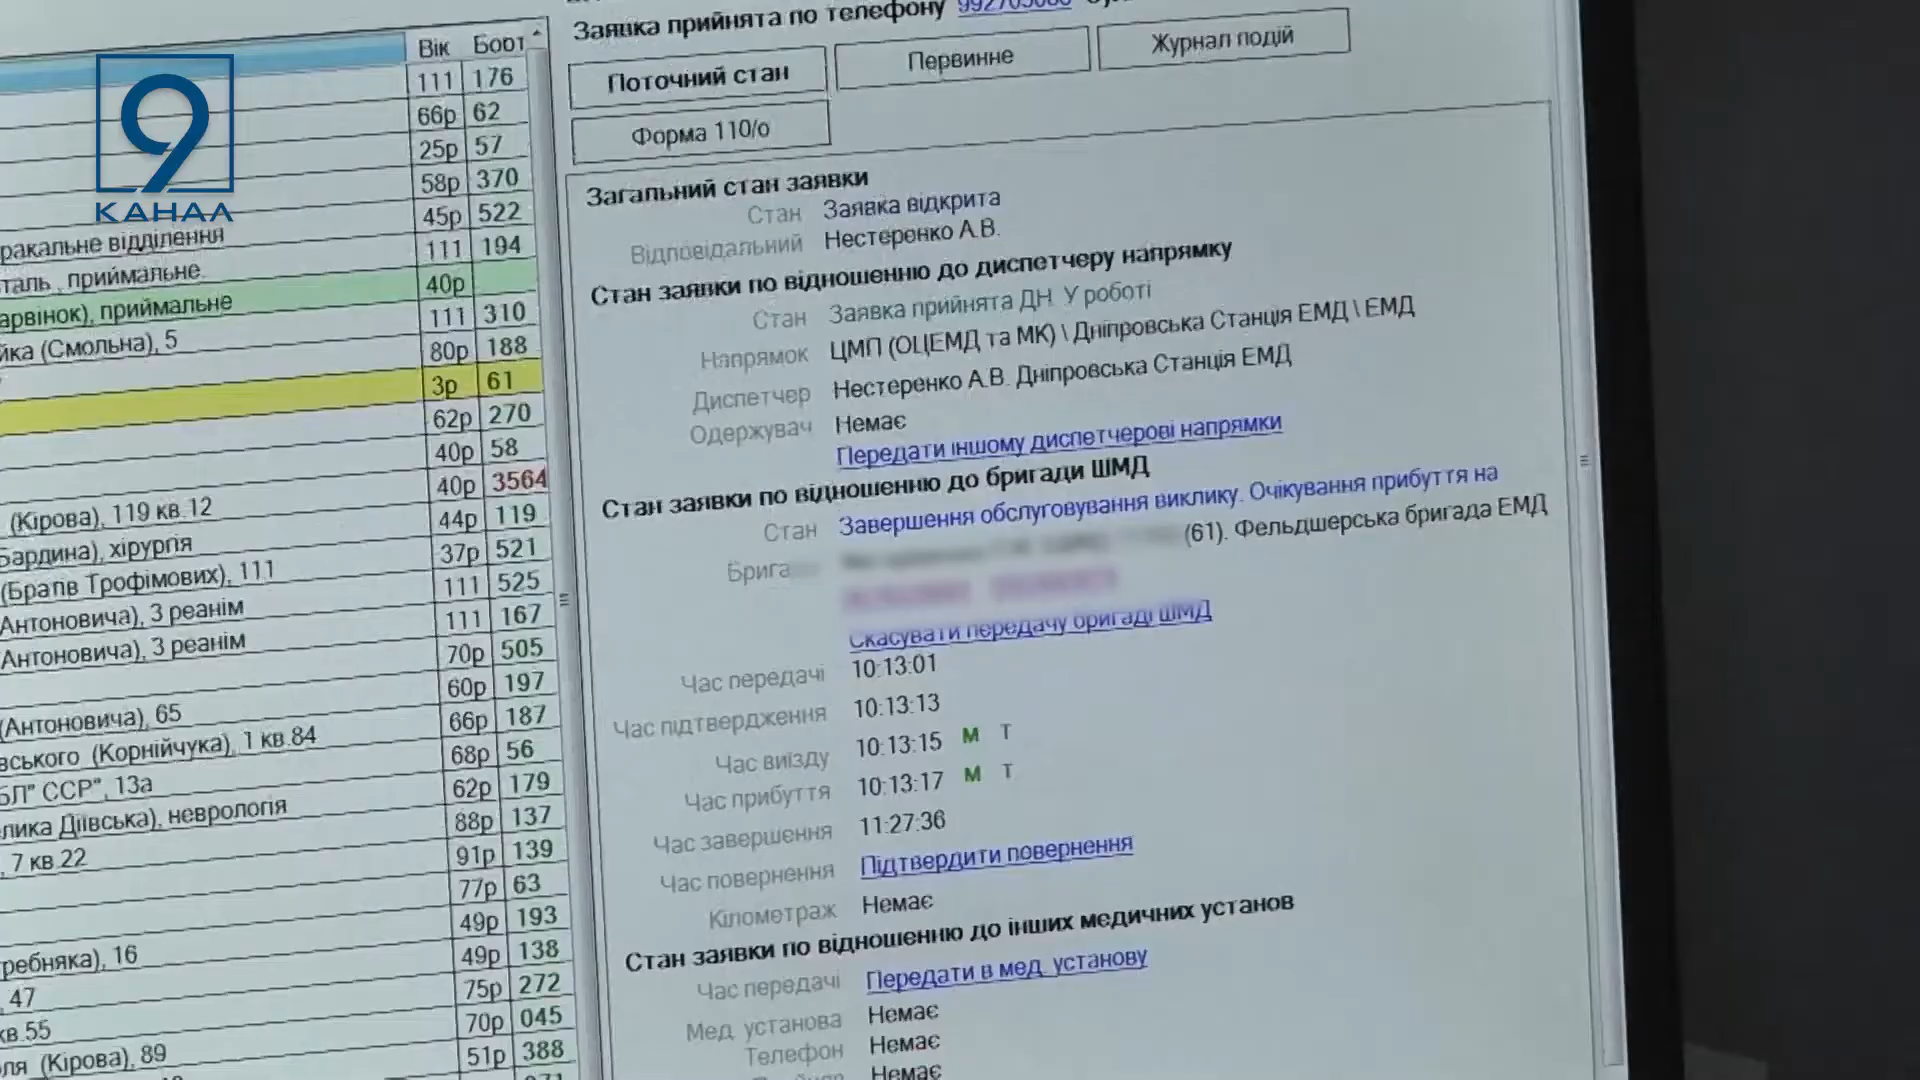 9
КАНАЛ
Вік Борт
111 176
66р 62
25р 57
58р 370
45р 522
ракальне відділення 111 194
таль , приймальне 40р
арвінок), приймальне 111 310
йка (Смольна), 5 80р 188
3р 61
62р 270
40р 58
40р 3564
(Кірова), 119 кв.12 44р 119
Бардина), хірургія 37р 521
(Братів Трофімових), 111 111 525
Антоновича), 3 реанім 111 167
Антоновича), 3 реанім 70р 505
60р 197
(Антоновича), 65 66р 187
вського (Корнійчука), 1 кв.84 68р 56
БЛ" ССР", 13а 62р 179
лика Діївська), неврологія 88р 137
, 7 кв.22 91р 139
77р 63
49р 193
ребняка), 16 49р 138
, 47 75р 272
кв.55 70р 045
ля (Кірова), 89 51р 388
Заявка прийнята по телефону
Поточний стан Первинне Журнал подій
Форма 110/о
Загальний стан заявки
Стан Заявка відкрита
Відповідальний Нестеренко А.В.
Стан заявки по відношенню до диспетчеру напрямку
Стан Заявка прийнята ДН. У роботі
Напрямок ЦМП (ОЦЕМД та МК) \ Дніпровська Станція ЕМД \ ЕМД
Диспетчер Нестеренко А.В. Дніпровська Станція ЕМД
Одержувач Немає
Передати іншому диспетчерові напрямки
Стан заявки по відношенню до бригади ШМД
Стан Завершення обслуговування виклику. Очікування прибуття на
Брига (61). Фельдшерська бригада ЕМД
Скасувати передачу бригаді ШМД
Час передачі 10:13:01
Час підтвердження 10:13:13
Час виїзду 10:13:15 М Т
Час прибуття 10:13:17 М Т
Час завершення 11:27:36
Час повернення Підтвердити повернення
Кілометраж Немає
Стан заявки по відношенню до інших медичних установ
Час передачі Передати в мед. установу
Мед. установа Немає
Телефон Немає
Немає